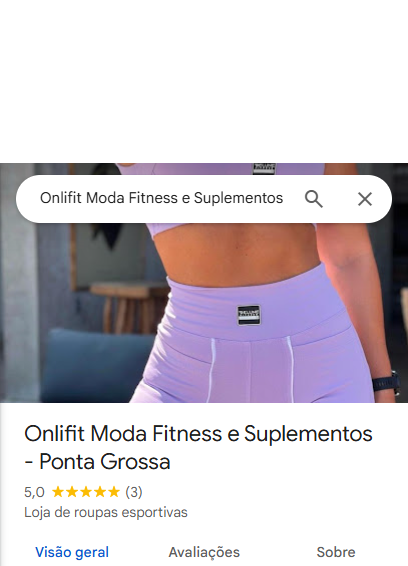 Onlifit Moda Fitness e Suplementos
Onlifit Moda Fitness e Suplementos
- Ponta Grossa
5,0 ★★★★★ (3)
Loja de roupas esportivas
Visão geral Avaliações Sobre